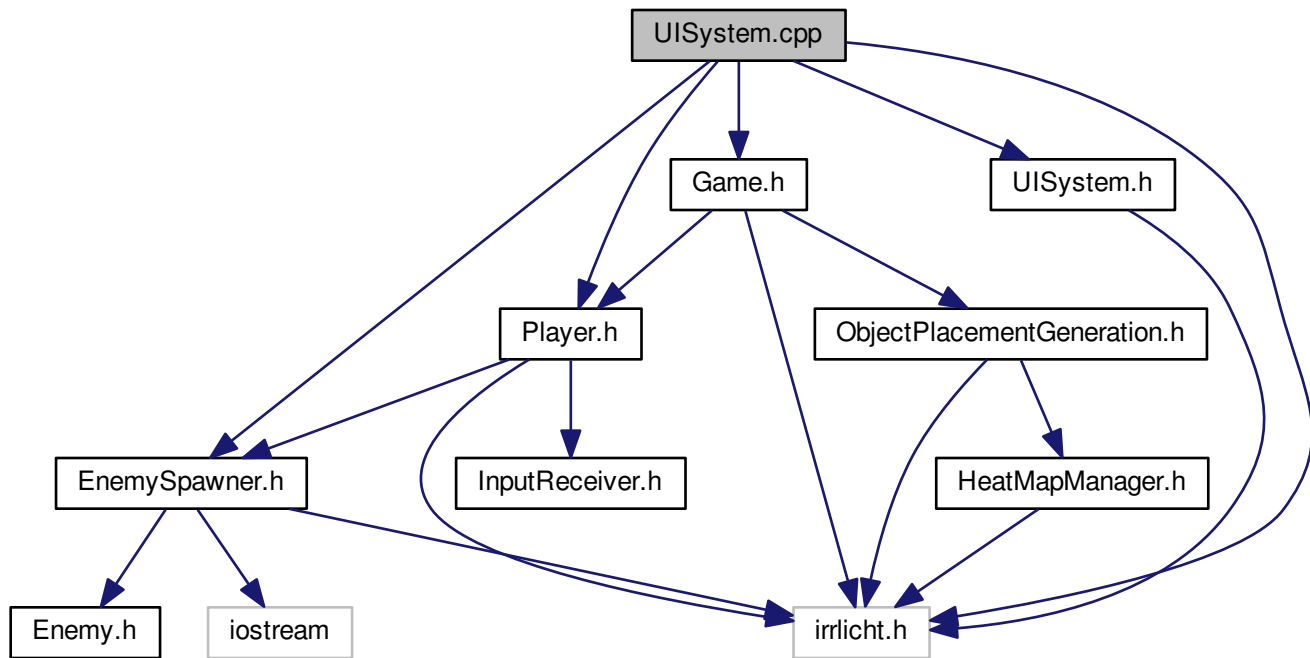 UISystem.cpp
Game.h
UISystem.h
Player.h
ObjectPlacementGeneration.h
EnemySpawner.h
InputReceiver.h
HeatMapManager.h
Enemy.h
iostream
irrlicht.h